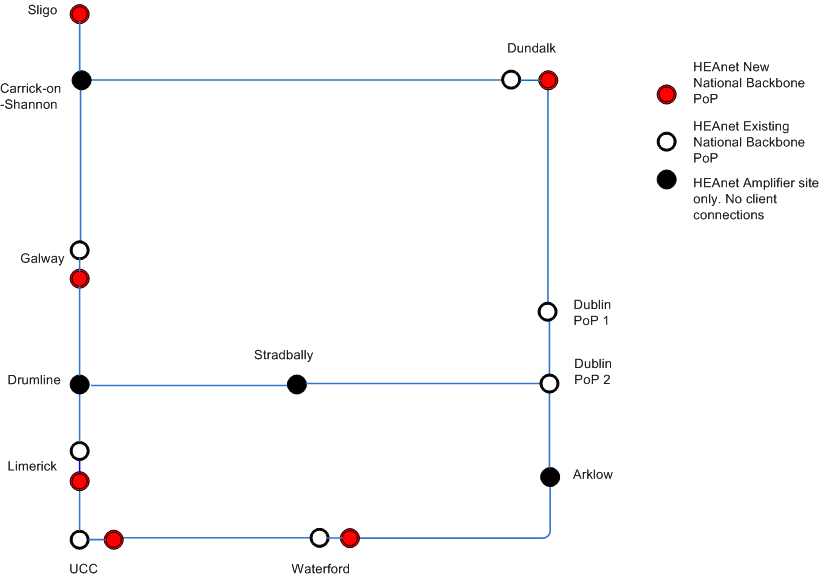 Sligo
Dundalk
Carrick-on
-Shannon
HEAnet New
National Backbone
PoP
HEAnet Existing
National Backbone
PoP
HEAnet Amplifier site
only. No client
connections
Galway
Dublin
PoP 1
Stradbally
Drumline
Dublin
PoP 2
Limerick
Arklow
UCC
Waterford